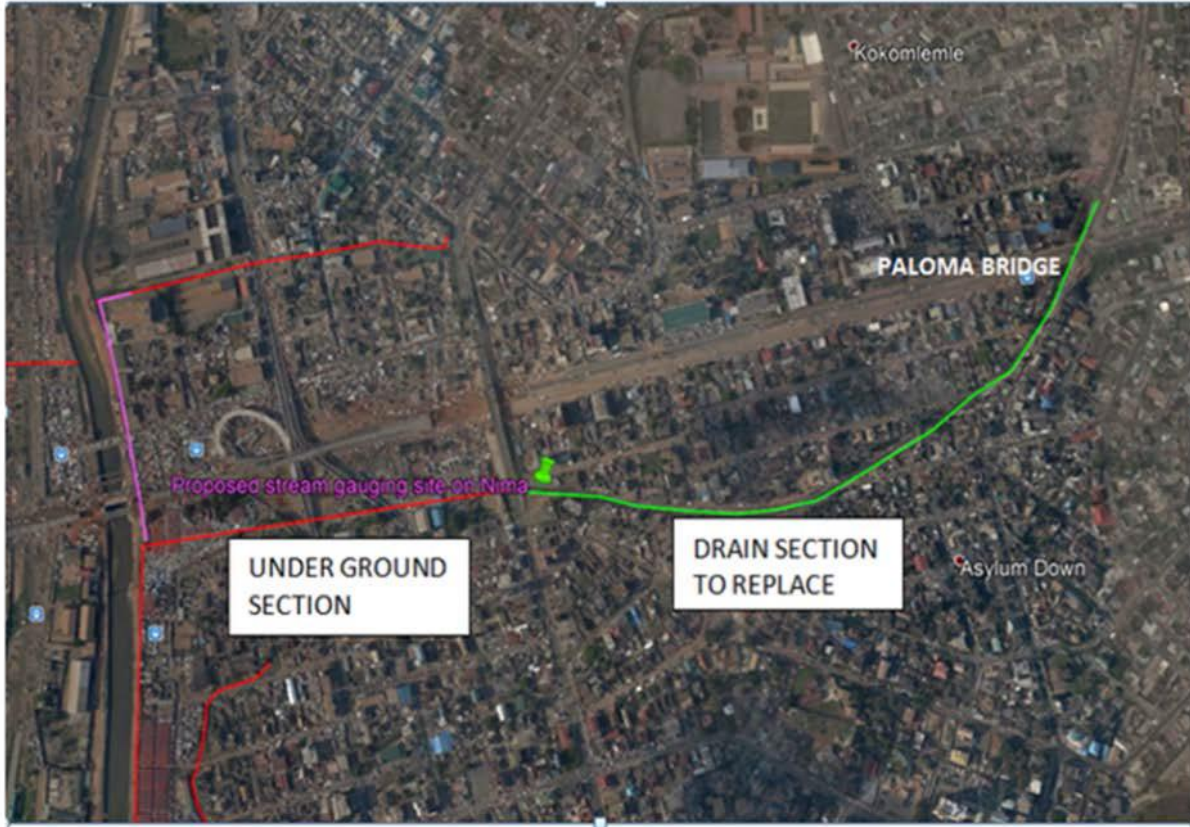 Kokomlemle
PALOMA BRIDGE
Proposed stream gauging site on Nima
UNDER GROUND
SECTION
DRAIN SECTION
TO REPLACE
Asylum Down